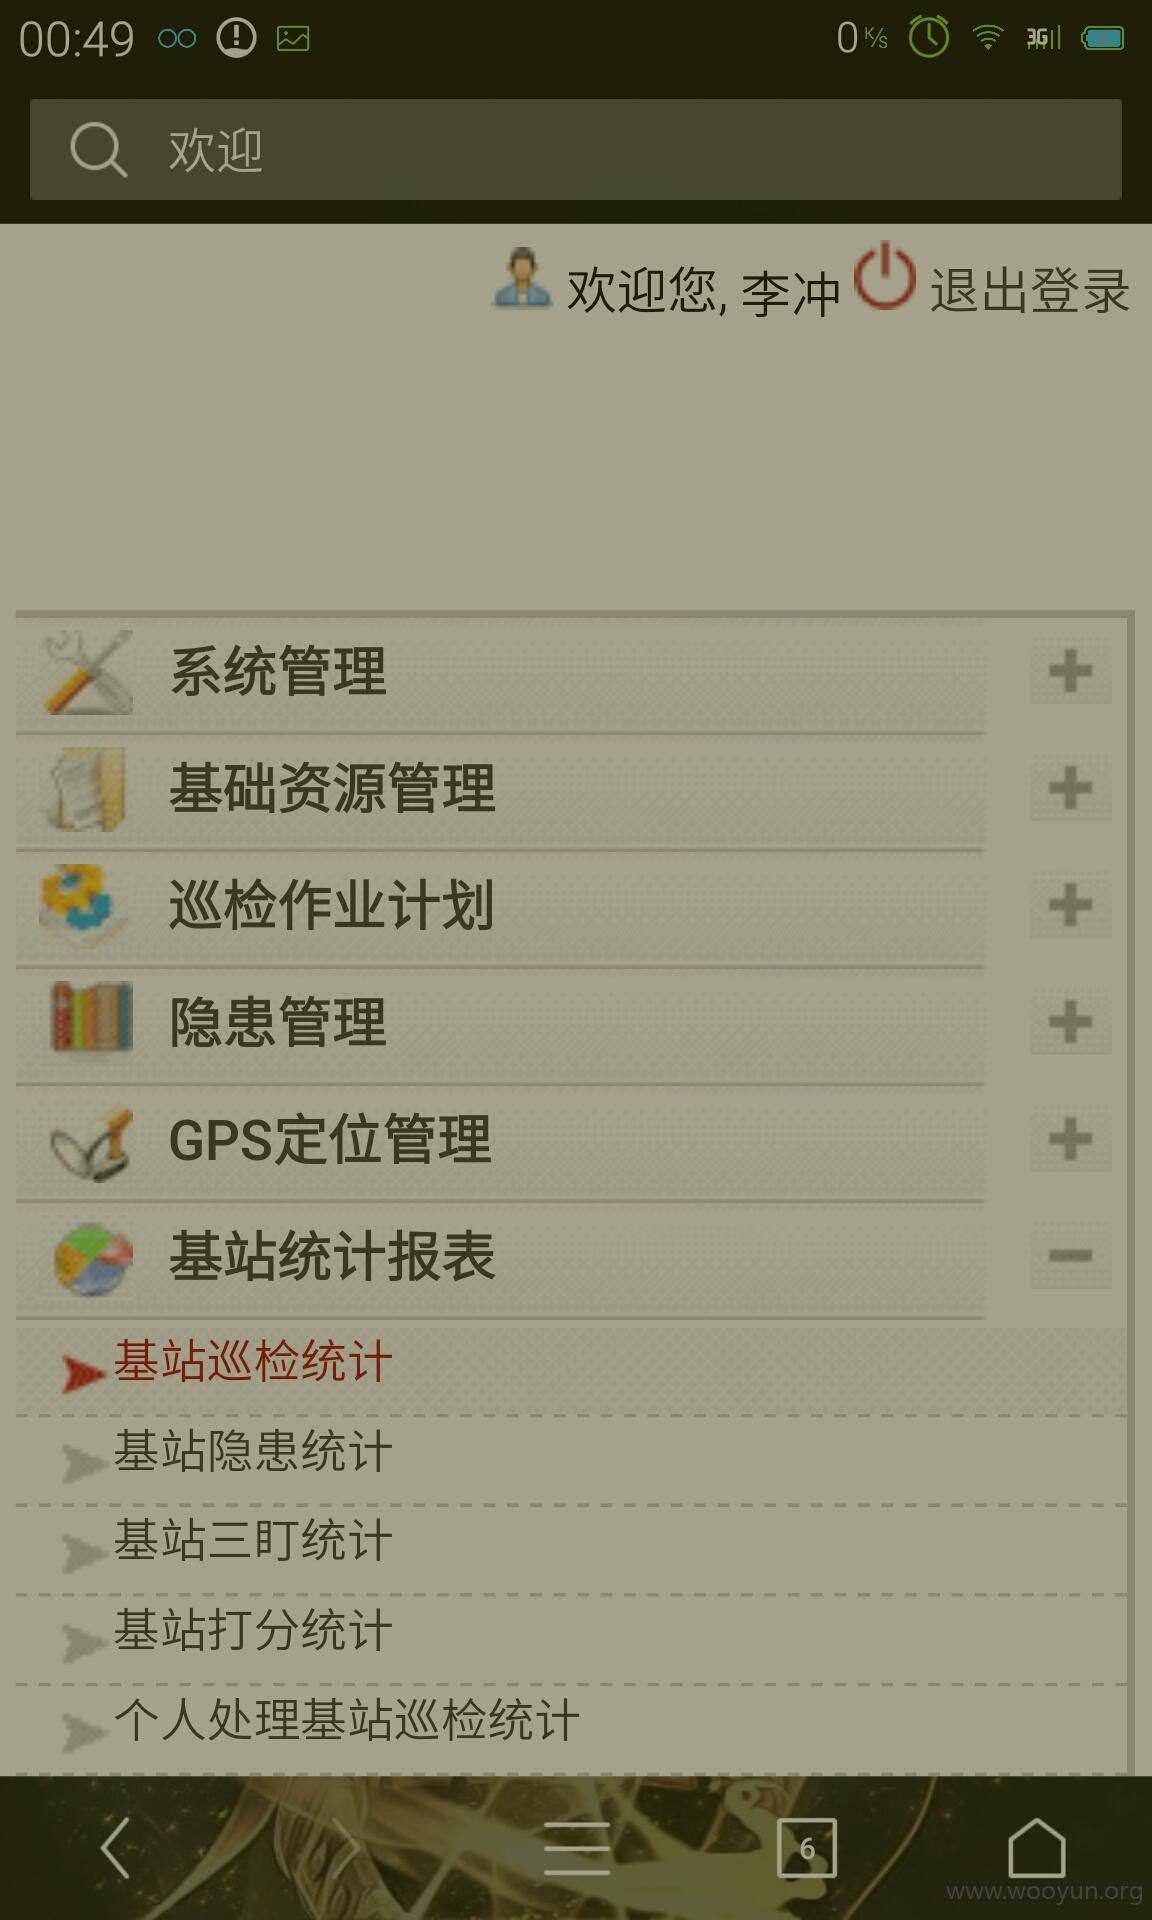 00:49
0 K/s
3G
欢迎
欢迎您, 李冲 退出登录
系统管理
基础资源管理
巡检作业计划
隐患管理
GPS定位管理
基站统计报表
基站巡检统计
基站隐患统计
基站三盯统计
基站打分统计
个人处理基站巡检统计
6
www.wooyun.org